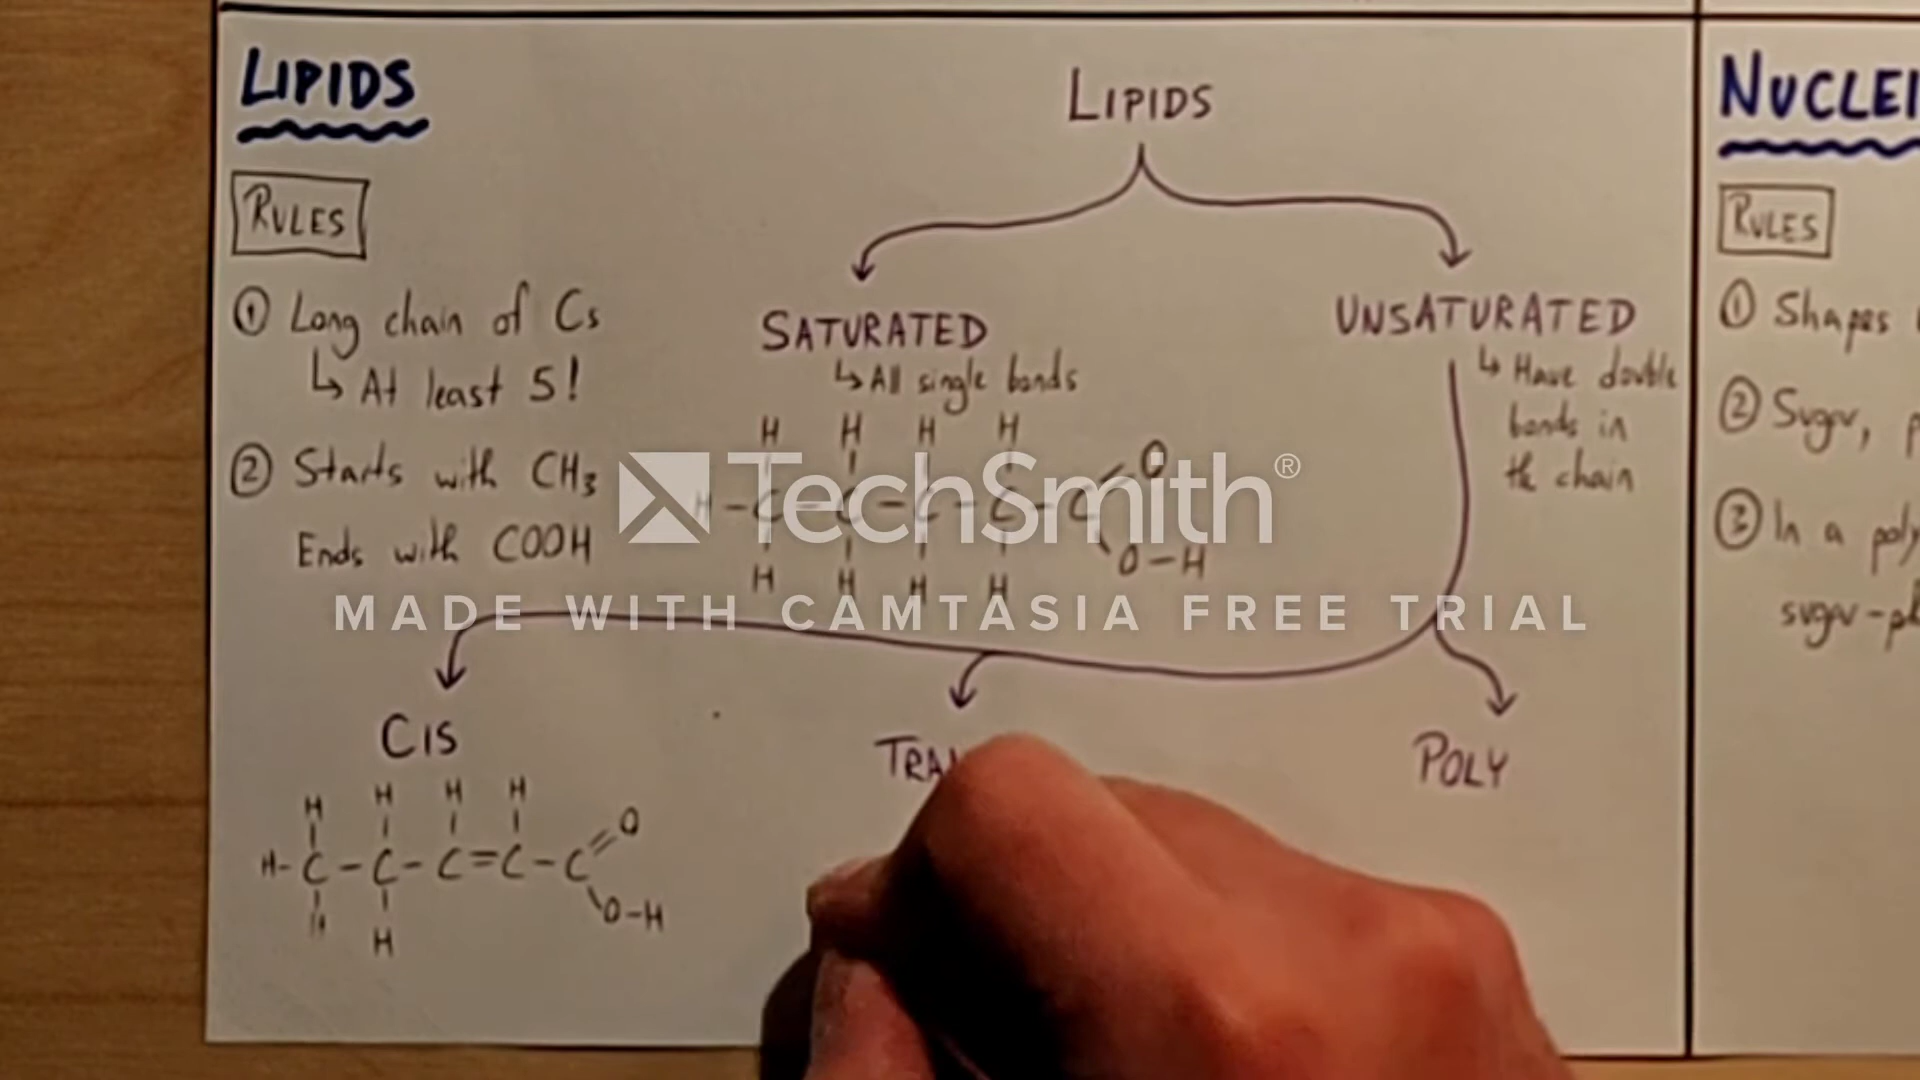 LIPIDS
RULES
① Long chain of Cs
↳ At least 5!
② Starts with CH3
Ends with COOH
LIPIDS
SATURATED
↳ All single bonds
H H H H
H-C-C-C-C-C=O
O-H
H H H H
UNSATURATED
↳ Have double
bonds in
the chain
CIS
H H H H
H-C-C-C=C-C=O
O-H
H H
TRA
POLY
NUCLEI
RULES
① Shapes
② Sugar, p
③ In a poly
sugar-ph
TechSmith®
MADE WITH CAMTASIA FREE TRIAL